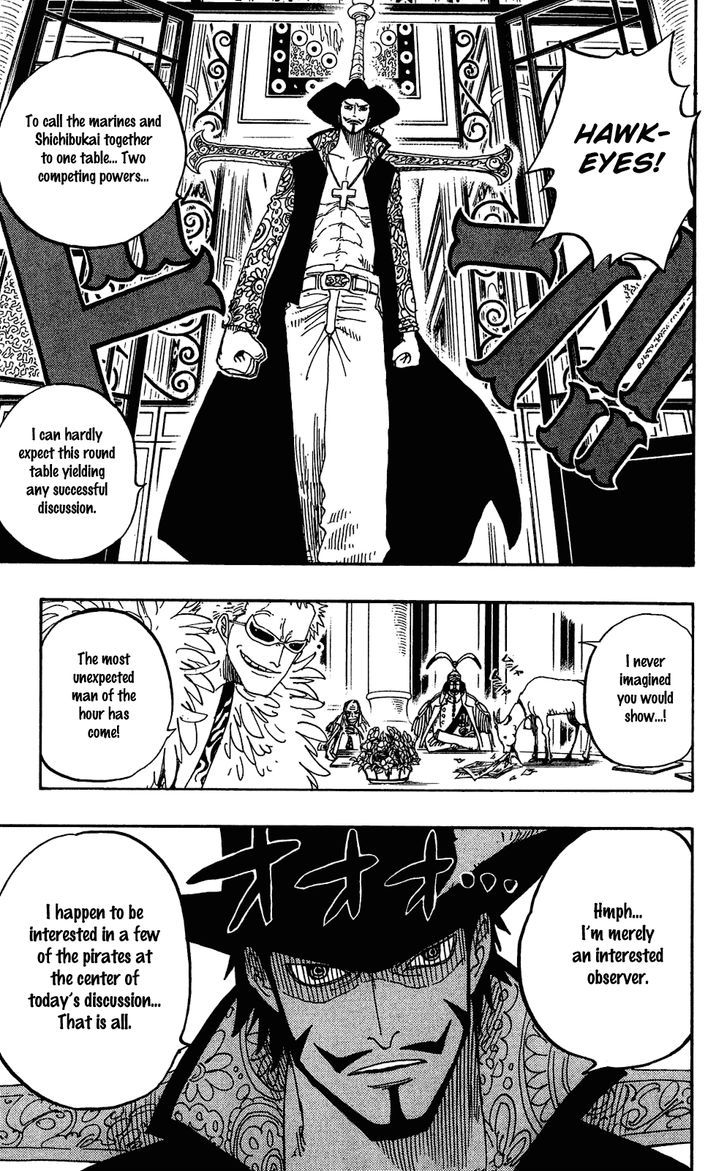 HAWK-
EYES!
To call the marines and
Shichibukai together
to one table... Two
competing powers...
I can hardly
expect this round
table yielding
any successful
discussion.
I never
imagined
you would
show...!
The most
unexpected
man of the
hour has
come!
オオオ...
Hmph...
I'm merely
an interested
observer.
I happen to be
interested in a few
of the pirates at
the center of
today's discussion...
That is all.